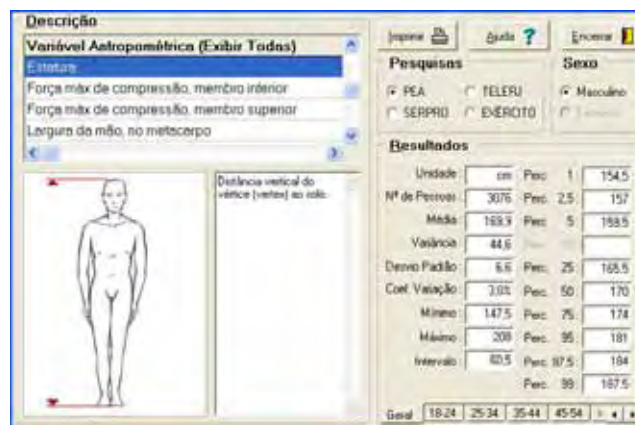 Descrição
Variável Antropométrica (Exibir Todas)
Estatura
Força máx de compressão, membro inferior
Força máx de compressão, membro superior
Largura da mão, no metacarpo
Distância vertical do
vértice (vertex) ao solo.
Imprimir Ajuda ? Encerrar
Pesquisas
PEA TELERJ
SERPRO EXÉRCITO
Sexo
Masculino
Resultados
Unidade cm Perc. 1 154,5
Nº de Pessoas 3076 Perc. 2,5 157
Média 169,9 Perc. 5 159,5
Variância 44,6
Desvio Padrão 6,6 Perc. 25 165,5
Coef. Variação 3,9% Perc. 50 170
Mínimo 147,5 Perc. 75 174
Máximo 208 Perc. 95 181
Intervalo 60,5 Perc. 97,5 184
Perc. 99 187,5
Geral 18-24 25-34 35-44 45-54